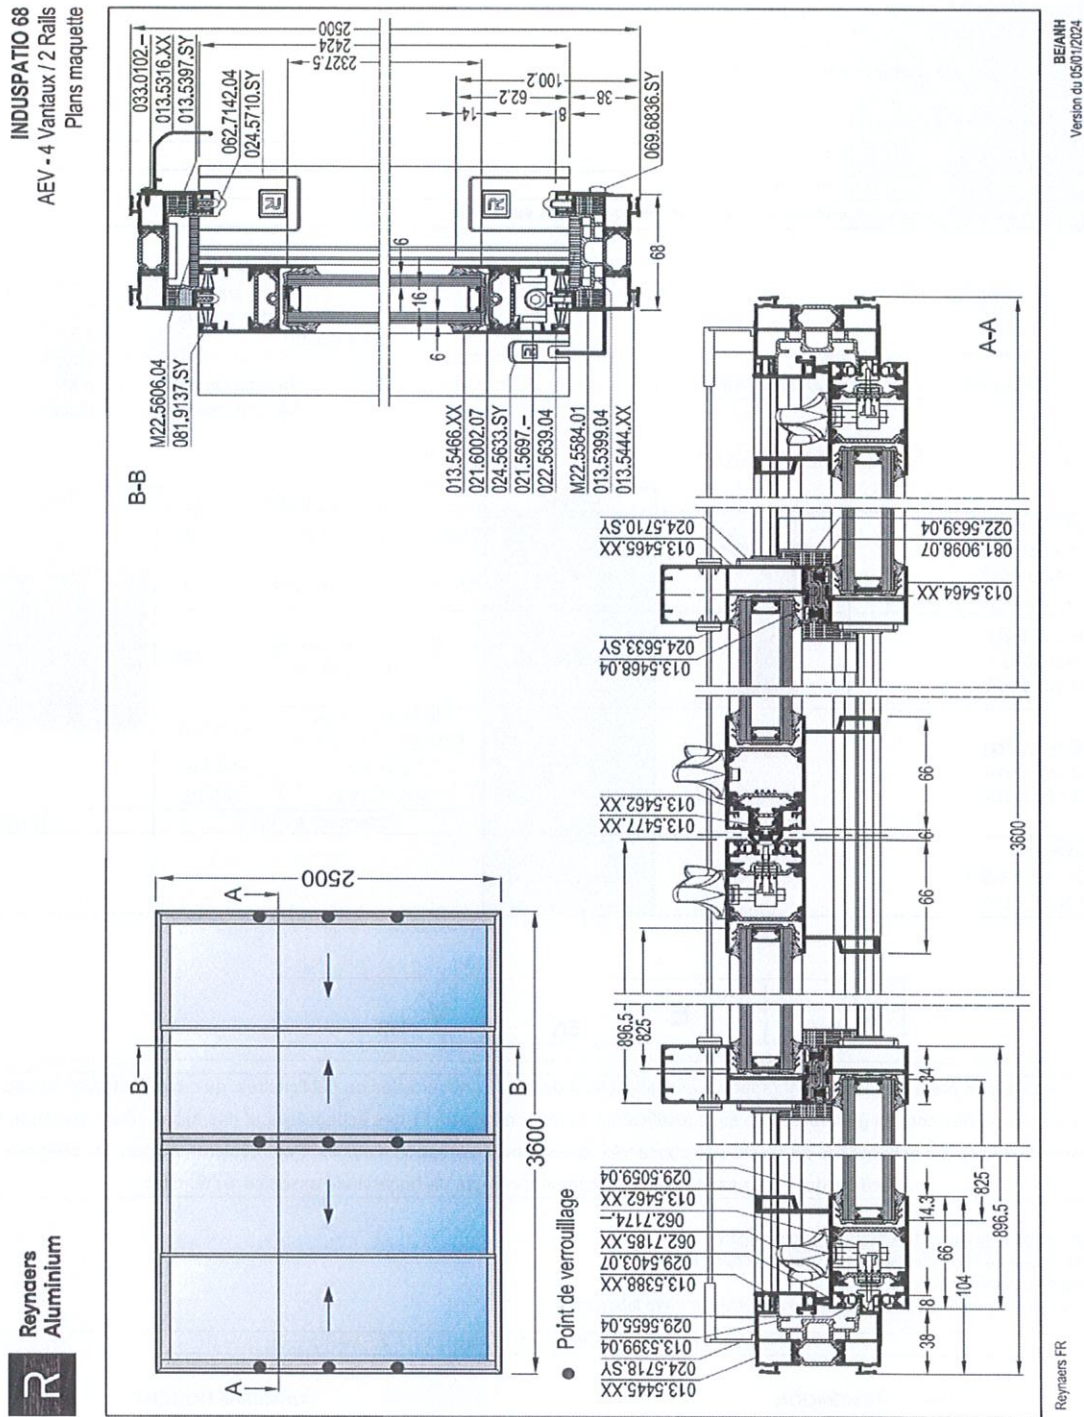 INDUSPATIO 68
AEV - 4 Vantaux / 2 Rails
Plans maquette
Reynaers
Aluminium
B-B
033.0102.–
013.5316.XX
013.5397.SY
062.7142.04
024.5710.SY
2500
2424
2327.5
100.2
62.2
38
14
8
069.6836.SY
M22.5606.04
081.9137.SY
6
16
6
68
013.5466.XX
021.6002.07
024.5633.SY
021.5697.–
022.5639.04
M22.5584.01
013.5399.04
013.5444.XX
A
A
B
B
2500
3600
Point de verrouillage
A-A
024.5710.SY
013.5465.XX
022.5639.04
081.9098.07
013.5464.XX
024.5633.SY
013.5468.04
013.5462.XX
013.5477.XX
66
6
66
3600
896.5
825
34
825
896.5
029.5059.04
013.5462.XX
062.7174.–
062.7185.XX
029.5403.07
013.5388.XX
029.5655.04
013.5399.04
024.5718.SY
013.5445.XX
14.3
66
8
104
38
Reynaers FR
BE/ANH
Version du 05/01/2024